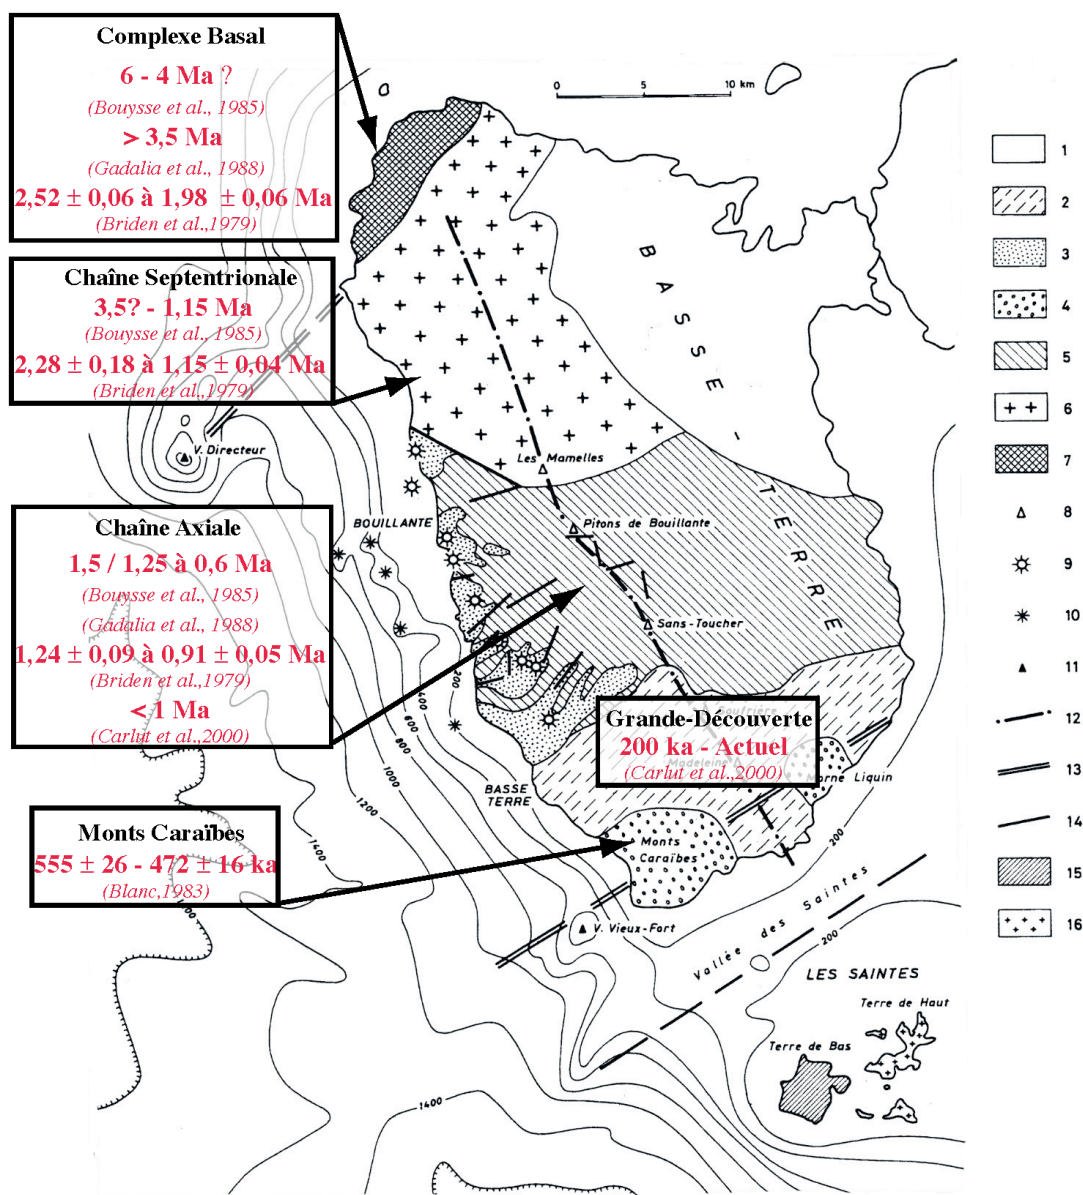 Complexe Basal
6 - 4 Ma ?
(Bouysse et al., 1985)
> 3,5 Ma
(Gadalia et al., 1988)
2,52 ± 0,06 à 1,98 ± 0,06 Ma
(Briden et al.,1979)
Chaîne Septentrionale
3,5? - 1,15 Ma
(Bouysse et al., 1985)
2,28 ± 0,18 à 1,15 ± 0,04 Ma
(Briden et al.,1979)
Chaîne Axiale
1,5 / 1,25 à 0,6 Ma
(Bouysse et al., 1985)
(Gadalia et al., 1988)
1,24 ± 0,09 à 0,91 ± 0,05 Ma
(Briden et al.,1979)
< 1 Ma
(Carlut et al.,2000)
Monts Caraïbes
555 ± 26 - 472 ± 16 ka
(Blanc,1983)
Grande-Découverte
200 ka - Actuel
(Carlut et al.,2000)
0 5 10 km
BASSE-
TERRE
V. Directeur
Les Mamelles
BOUILLANTE
Pitons de Bouillante
Sans-Toucher
Soufrière
Madeleine
Morne Liquin
BASSE
TERRE
Monts
Caraïbes
V. Vieux-Fort
Vallée des Saintes
LES SAINTES
Terre de Haut
Terre de Bas
200
400
600
800
1000
1200
1400
200
200
1400
1
2
3
4
5
6
7
8
9
10
11
12
13
14
15
16